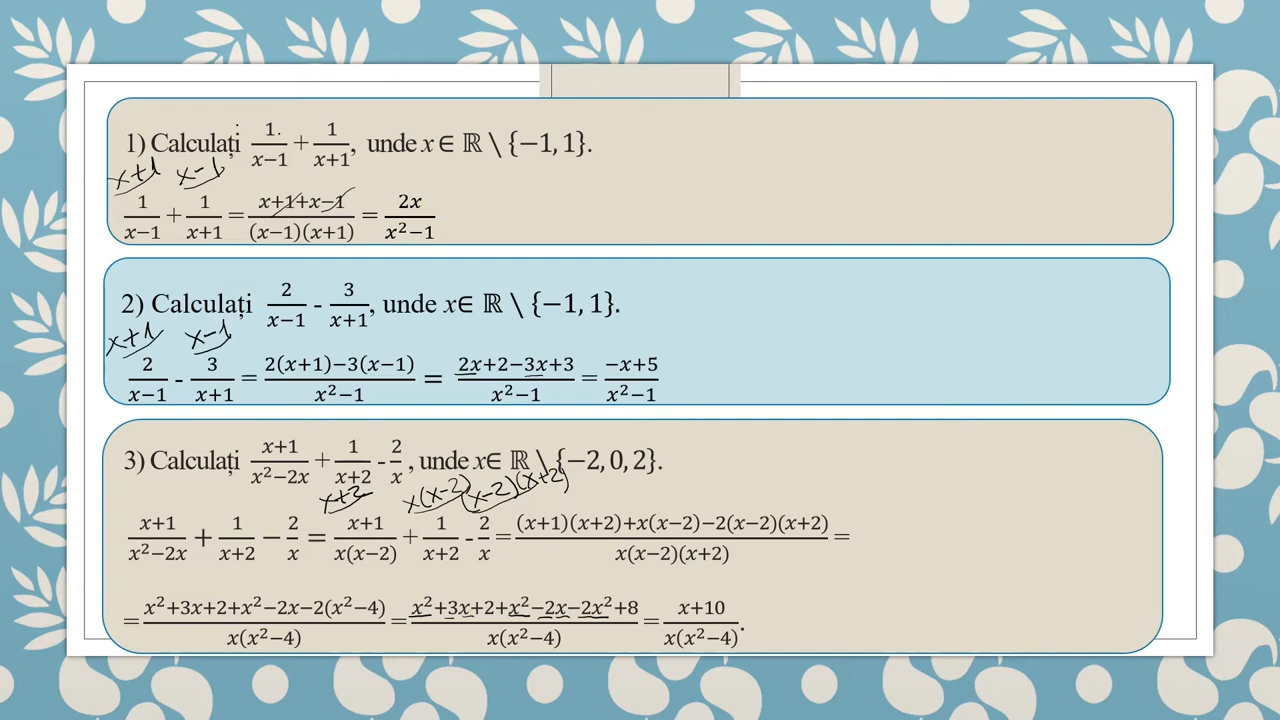 1) Calculați 1/(x−1) + 1/(x+1), unde x ∈ ℝ \ {−1, 1}.
x+1 x−1
1/(x−1) + 1/(x+1) = (x+1+x−1)/((x−1)(x+1)) = 2x/(x²−1)
2) Calculați 2/(x−1) - 3/(x+1), unde x∈ ℝ \ {−1, 1}.
x+1 x−1
2/(x−1) - 3/(x+1) = (2(x+1)−3(x−1))/(x²−1) = (2x+2−3x+3)/(x²−1) = (−x+5)/(x²−1)
3) Calculați (x+1)/(x²−2x) + 1/(x+2) - 2/x, unde x∈ ℝ \ {−2, 0, 2}.
x+2 x(x−2) (x−2)(x+2)
(x+1)/(x²−2x) + 1/(x+2) − 2/x = (x+1)/(x(x−2)) + 1/(x+2) - 2/x = ((x+1)(x+2)+x(x−2)−2(x−2)(x+2))/(x(x−2)(x+2)) =
= (x²+3x+2+x²−2x−2(x²−4))/(x(x²−4)) = (x²+3x+2+x²−2x−2x²+8)/(x(x²−4)) = (x+10)/(x(x²−4)).